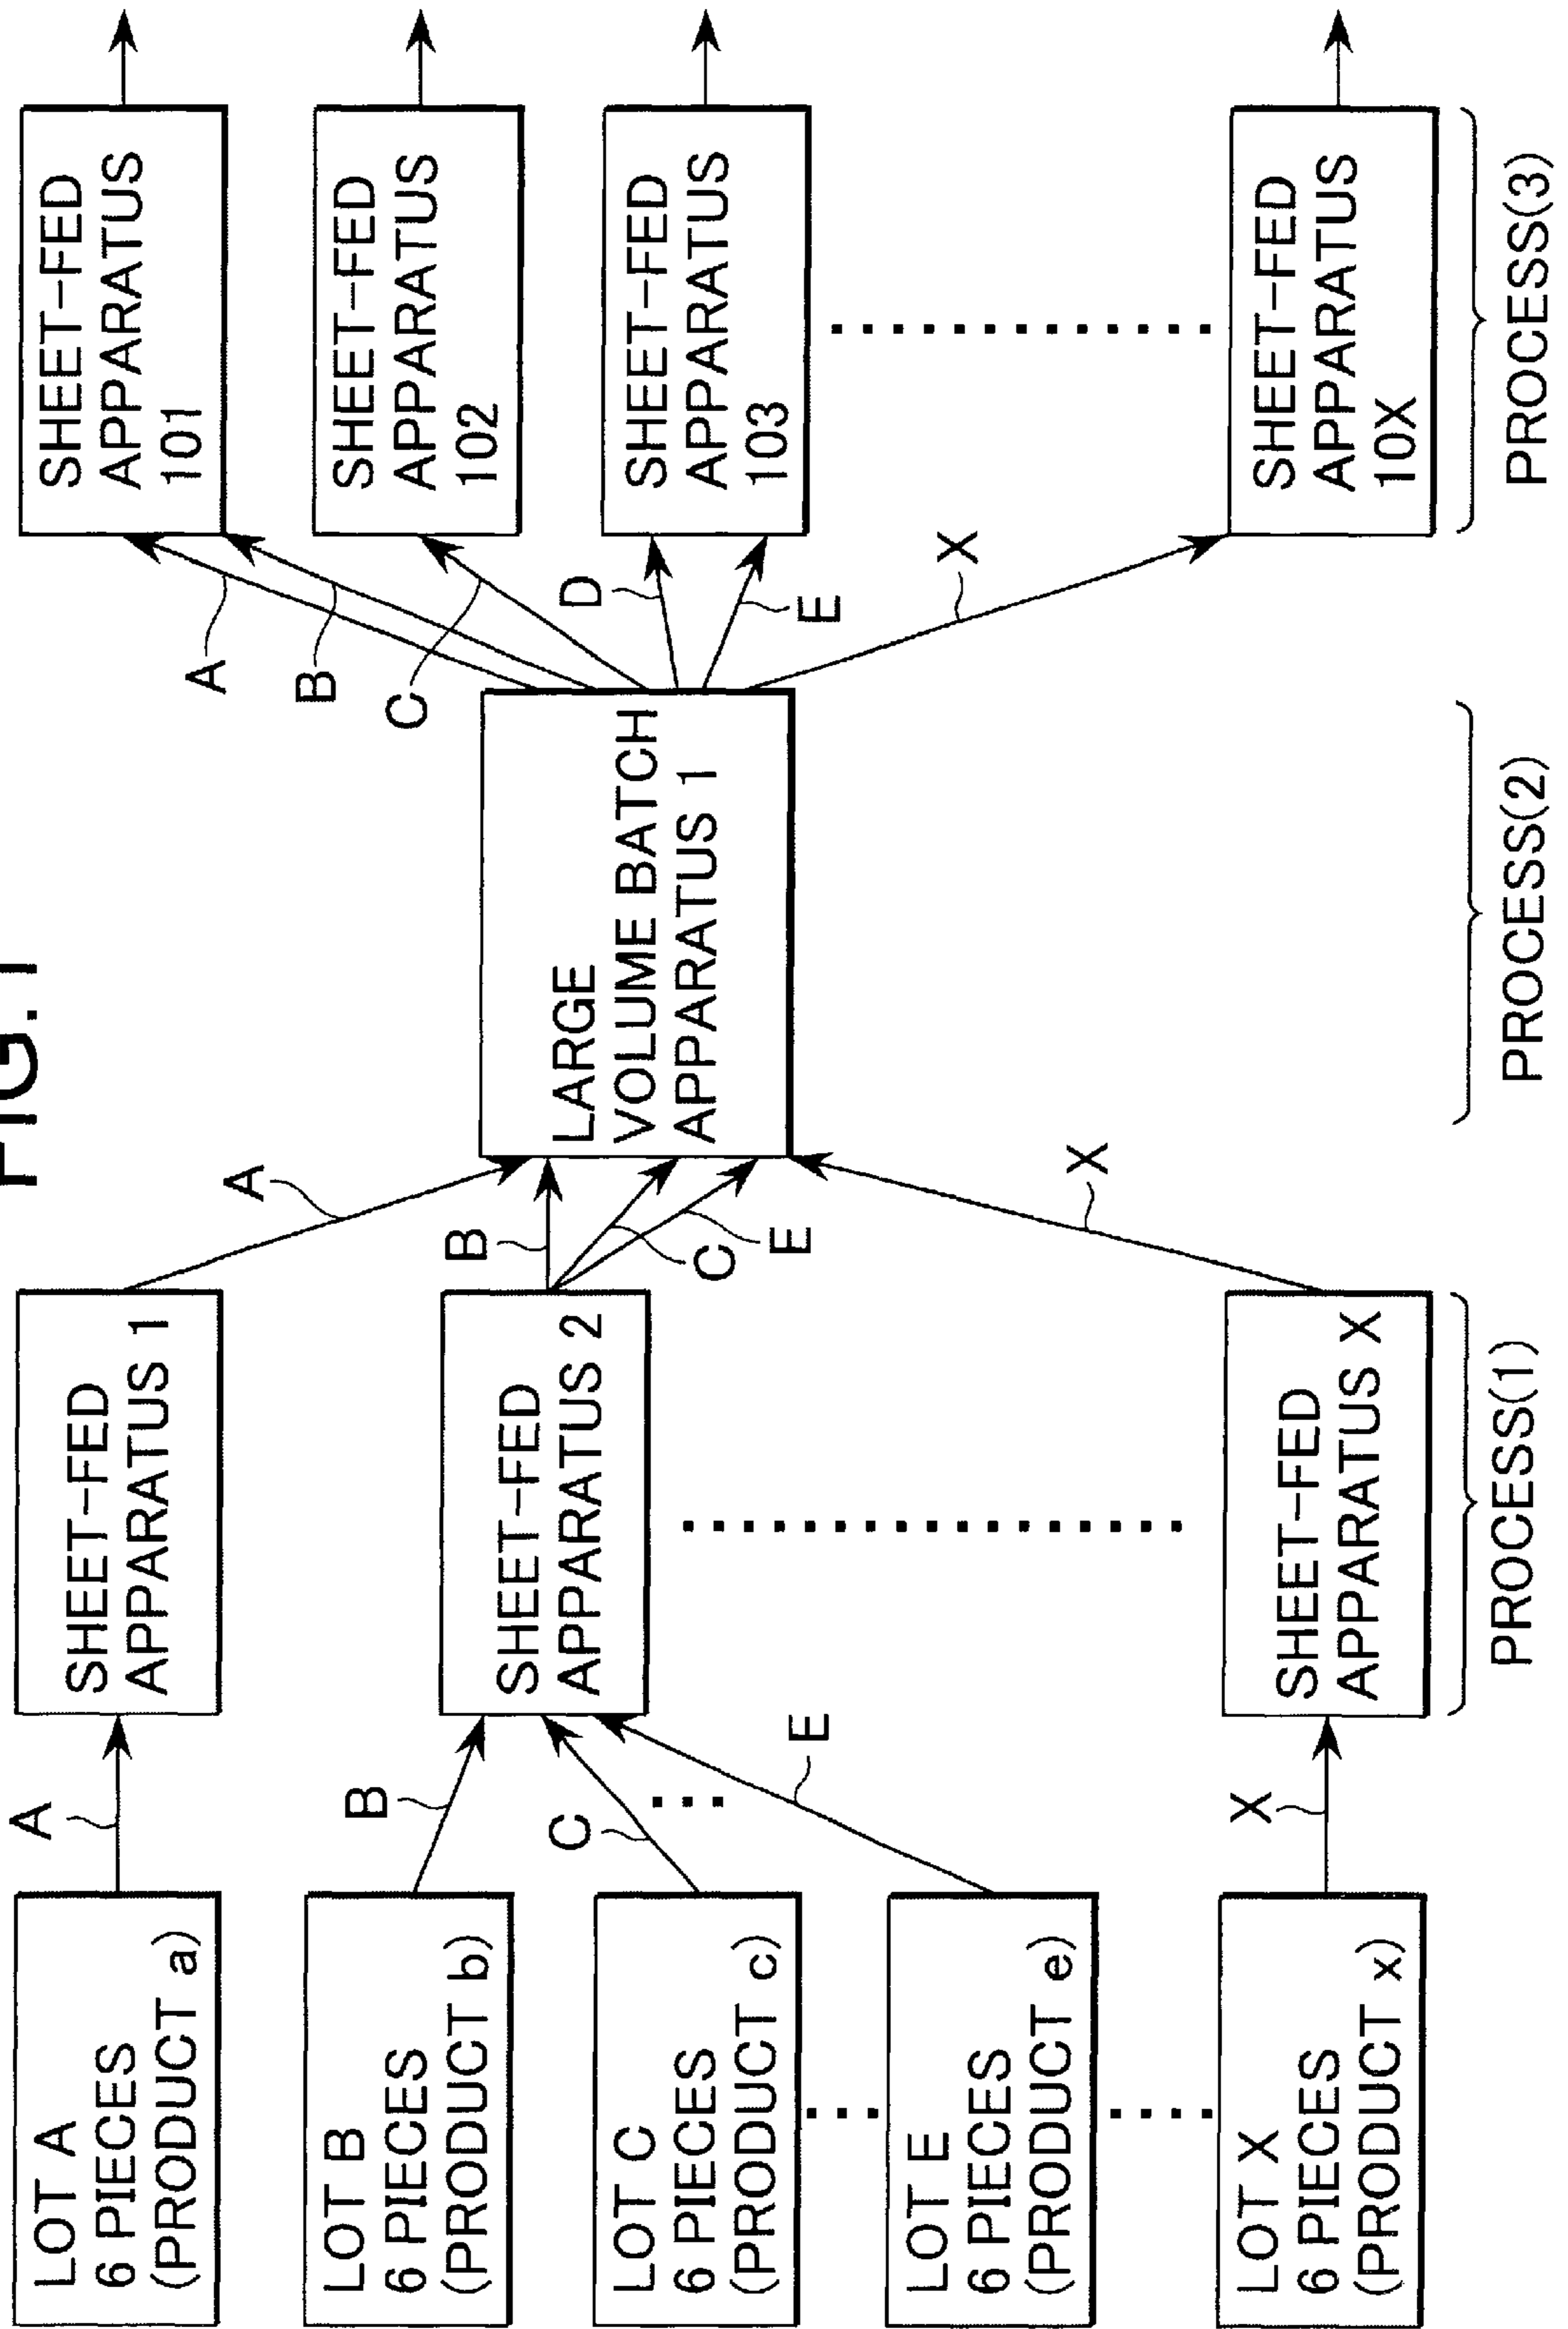 FIG.1
LOT A
6 PIECES
(PRODUCT a)
LOT B
6 PIECES
(PRODUCT b)
LOT C
6 PIECES
(PRODUCT c)
LOT E
6 PIECES
(PRODUCT e)
LOT X
6 PIECES
(PRODUCT x)
A
B
C
E
X
SHEET-FED
APPARATUS 1
SHEET-FED
APPARATUS 2
SHEET-FED
APPARATUS X
PROCESS(1)
A
B
C
E
X
LARGE
VOLUME BATCH
APPARATUS 1
PROCESS(2)
A
B
C
D
E
X
SHEET-FED
APPARATUS
101
SHEET-FED
APPARATUS
102
SHEET-FED
APPARATUS
103
SHEET-FED
APPARATUS
10X
PROCESS(3)